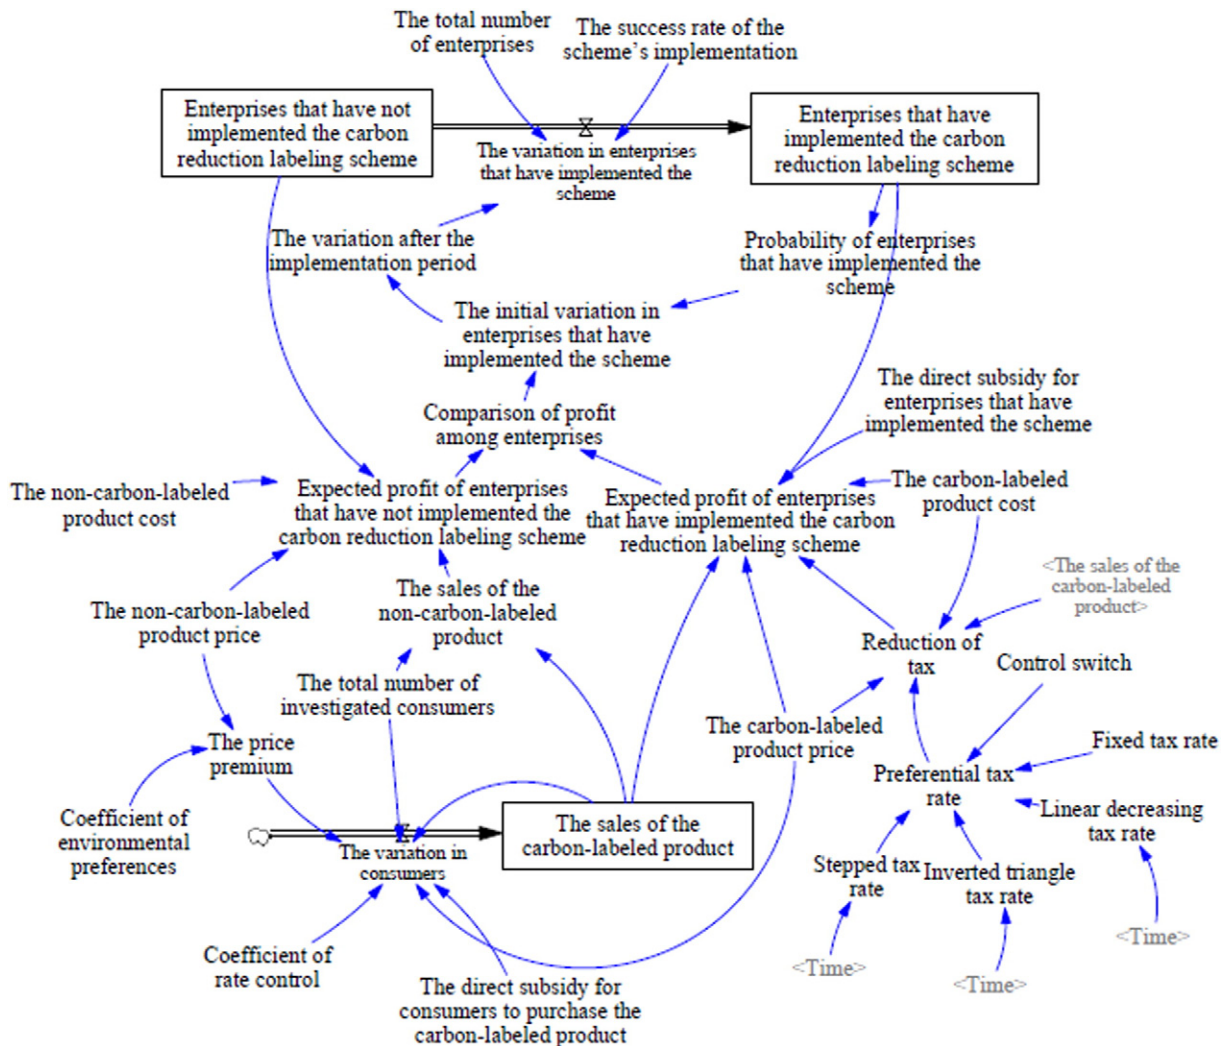 The total number
of enterprises
The success rate of the
scheme's implementation
Enterprises that have not
implemented the carbon
reduction labeling scheme
Enterprises that have
implemented the carbon
reduction labeling scheme
The variation in enterprises
that have implemented the
scheme
The variation after the
implementation period
Probability of enterprises
that have implemented the
scheme
The initial variation in
enterprises that have
implemented the scheme
The direct subsidy for
enterprises that have
implemented the scheme
Comparison of profit
among enterprises
The non-carbon-labeled
product cost
Expected profit of enterprises
that have not implemented the
carbon reduction labeling scheme
Expected profit of enterprises
that have implemented the carbon
reduction labeling scheme
The carbon-labeled
product cost
<The sales of the
carbon-labeled
product>
The non-carbon-labeled
product price
The sales of the
non-carbon-labeled
product
Reduction of
tax
Control switch
The total number of
investigated consumers
The carbon-labeled
product price
The price
premium
Fixed tax rate
Preferential tax
rate
Linear decreasing
tax rate
Coefficient of
environmental
preferences
The sales of the
carbon-labeled product
The variation in
consumers
Stepped tax
rate
Inverted triangle
tax rate
Coefficient of
rate control
The direct subsidy for
consumers to purchase the
carbon-labeled product
<Time>
<Time>
<Time>